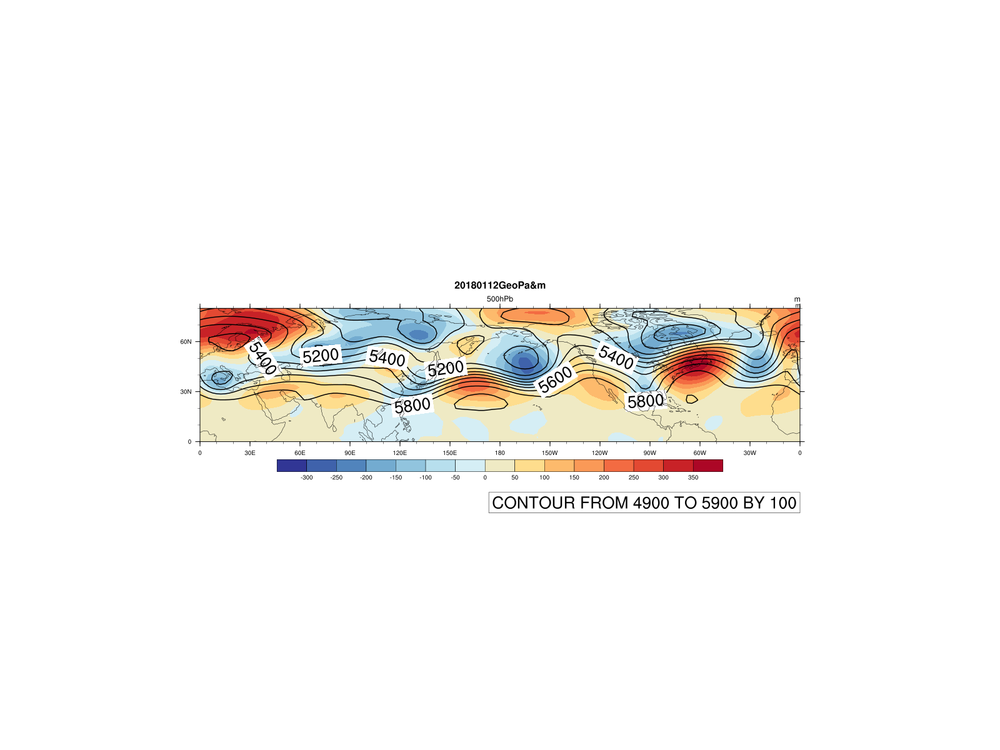 20180112GeoPa&m
500hPb
m
m
5400
5200
5400
5200
5600
5400
5800
5800
60N
30N
0
0 30E 60E 90E 120E 150E 180 150W 120W 90W 60W 30W 0
-300 -250 -200 -150 -100 -50 0 50 100 150 200 250 300 350
CONTOUR FROM 4900 TO 5900 BY 100